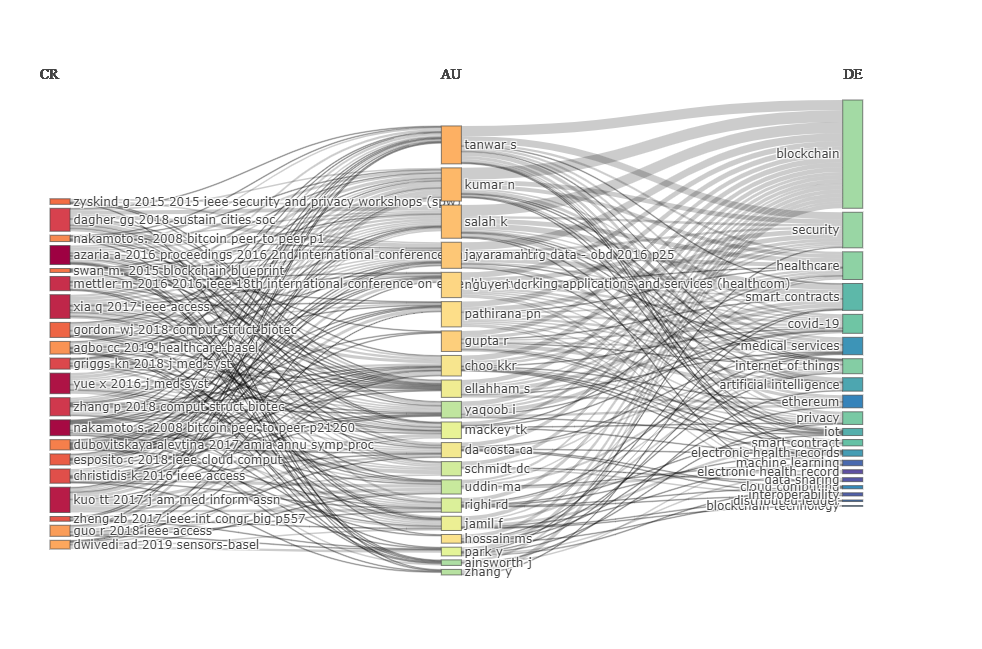 CR
AU
DE
zyskind g 2015 2015 ieee security and privacy workshops (spw)
dagher gg 2018 sustain cities soc
nakamoto s. 2008 bitcoin peer to peer p1
azaria a 2016 proceedings 2016 2nd international conference
swan m. 2015 blockchain blueprint
mettler m 2016 2016 ieee 18th international conference on e
xia q 2017 ieee access
gordon wj 2018 comput struct biotec
agbo cc 2019 healthcare-basel
griggs kn 2018 j med syst
yue x 2016 j med syst
zhang p 2018 comput struct biotec
nakamoto s. 2008 bitcoin peer to peer p21260
dubovitskaya alevtina 2017 amia annu symp proc
esposito c 2018 ieee cloud comput
christidis k 2016 ieee access
kuo tt 2017 j am med inform assn
zheng zb 2017 ieee int congr big p557
guo r 2018 ieee access
dwivedi ad 2019 sensors-basel
tanwar s
kumar n
salah k
data - obd 2016 p25
nguyen dc
rking applications and services (healthcom)
pathirana pn
gupta r
choo kkr
ellahham s
yaqoob i
mackey tk
da costa ca
schmidt dc
uddin ma
righi rd
jamil f
hossain ms
park y
ainsworth j
zhang y
blockchain
security
healthcare
smart contracts
covid-19
medical services
internet of things
artificial intelligence
ethereum
privacy
iot
smart contract
electronic health records
machine learning
electronic health record
data sharing
cloud computing
interoperability
distributed ledger
blockchain technology